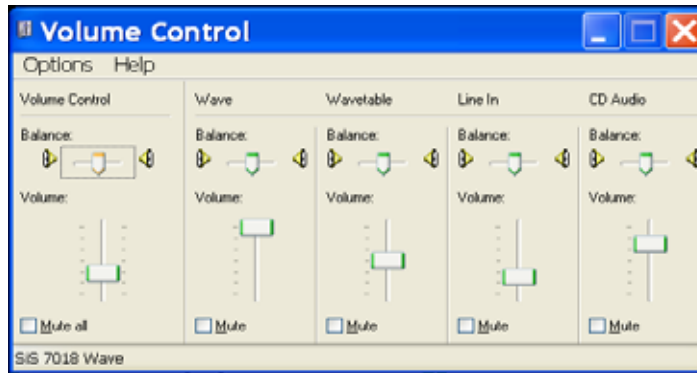 Volume Control
Options Help
Volume Control Wave Wavetable Line In CD Audio
Balance: Balance: Balance: Balance: Balance:
Volume: Volume: Volume: Volume: Volume:
Mute all Mute Mute Mute Mute
SiS 7018 Wave